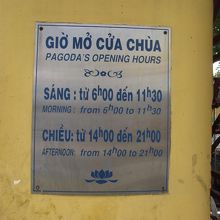 GIỜ MỞ CỬA CHÙA
PAGODA'S OPENING HOURS
SÁNG : từ 6h00 đến 11h30
MORNING : from 6h00 to 11h30
CHIỀU: từ 14h00 đến 21h00
AFTERNOON: from 14h00 to 21h00